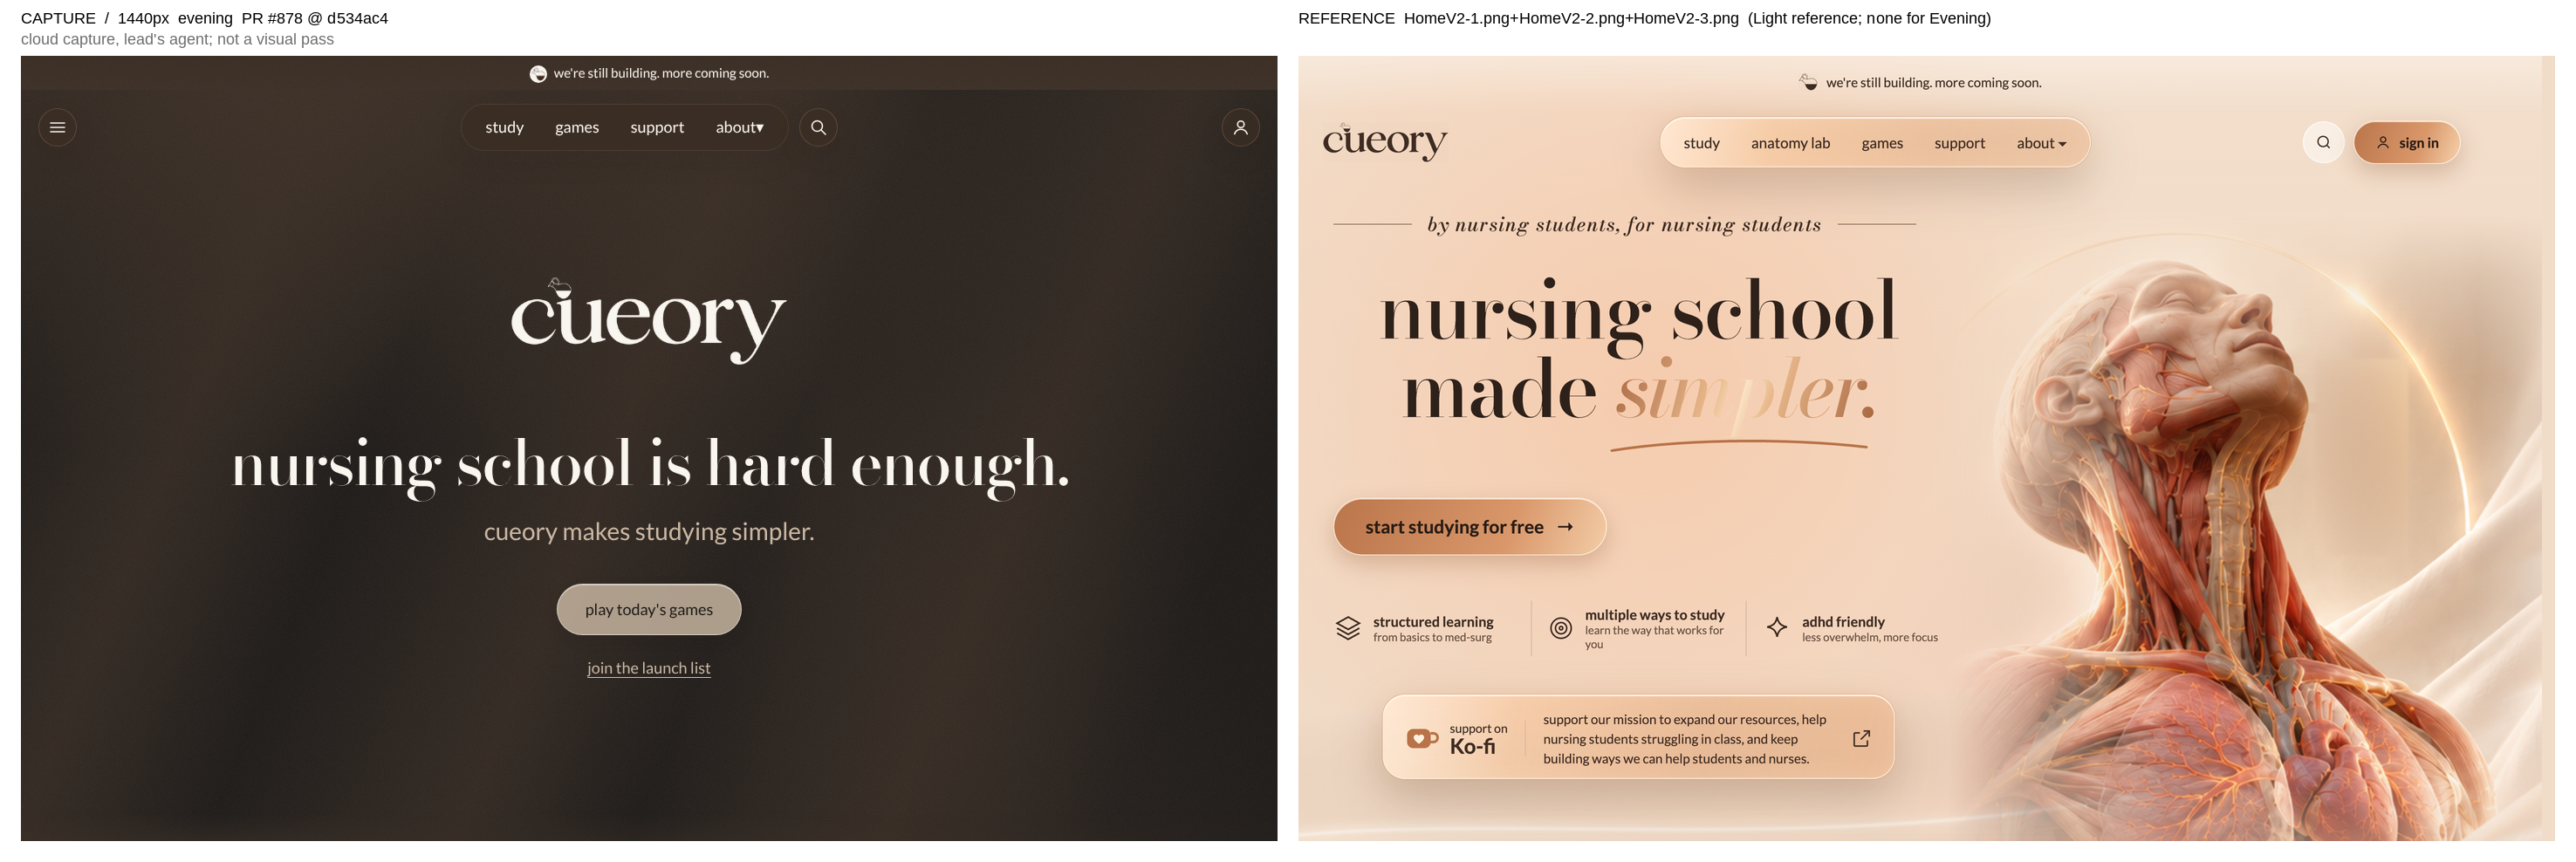 CAPTURE / 1440px evening PR #878 @ d534ac4
cloud capture, lead's agent; not a visual pass
we're still building. more coming soon.
study games support about▾
cueory
nursing school is hard enough.
cueory makes studying simpler.
play today's games
join the launch list
REFERENCE HomeV2-1.png+HomeV2-2.png+HomeV2-3.png (Light reference; none for Evening)
we're still building. more coming soon.
cueory
study anatomy lab games support about
sign in
by nursing students, for nursing students
nursing school
made simpler.
start studying for free →
structured learning
from basics to med-surg
multiple ways to study
learn the way that works for
you
adhd friendly
less overwhelm, more focus
support on
Ko-fi
support our mission to expand our resources, help
nursing students struggling in class, and keep
building ways we can help students and nurses.